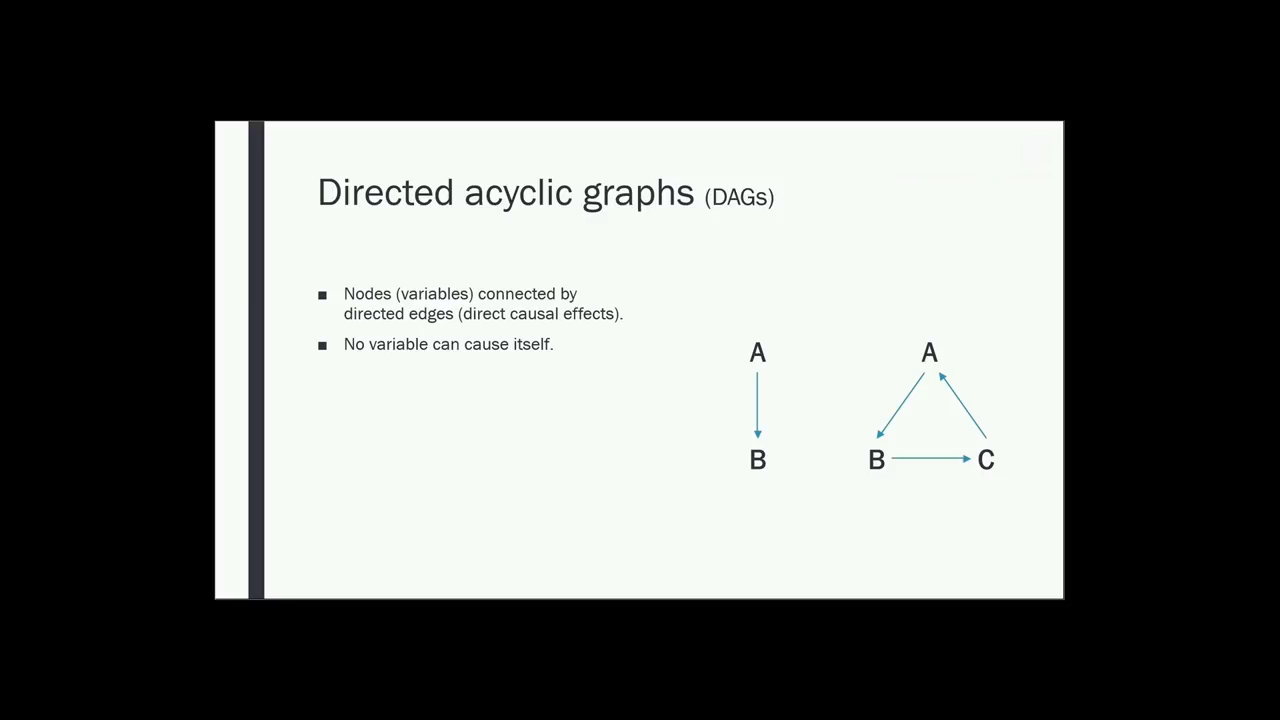 Directed acyclic graphs (DAGs)
■ Nodes (variables) connected by
directed edges (direct causal effects).
■ No variable can cause itself.
A
B
A
B
C